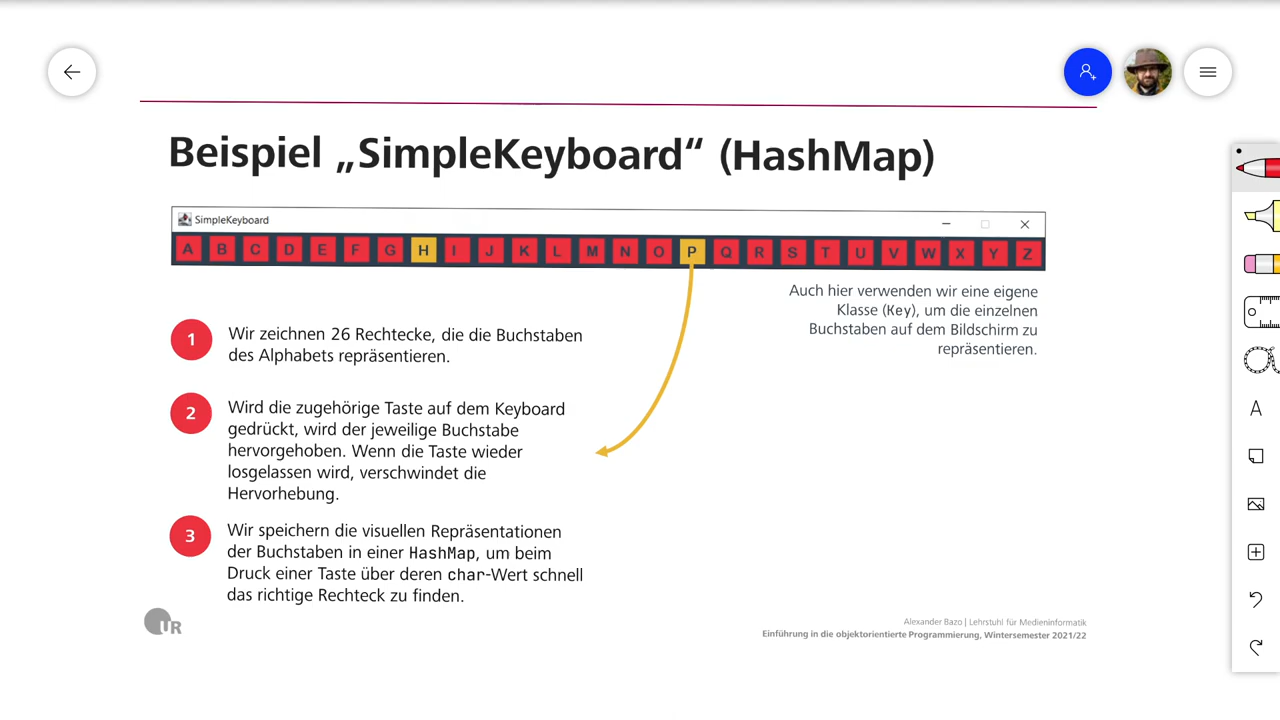 Beispiel „SimpleKeyboard“ (HashMap)
SimpleKeyboard
A B C D E F G H I J K L M N O P Q R S T U V W X Y Z
Auch hier verwenden wir eine eigene
Klasse (Key), um die einzelnen
Buchstaben auf dem Bildschirm zu
repräsentieren.
1
Wir zeichnen 26 Rechtecke, die die Buchstaben
des Alphabets repräsentieren.
2
Wird die zugehörige Taste auf dem Keyboard
gedrückt, wird der jeweilige Buchstabe
hervorgehoben. Wenn die Taste wieder
losgelassen wird, verschwindet die
Hervorhebung.
3
Wir speichern die visuellen Repräsentationen
der Buchstaben in einer HashMap, um beim
Druck einer Taste über deren char-Wert schnell
das richtige Rechteck zu finden.
UR
Alexander Bazo | Lehrstuhl für Medieninformatik
Einführung in die objektorientierte Programmierung, Wintersemester 2021/22
A